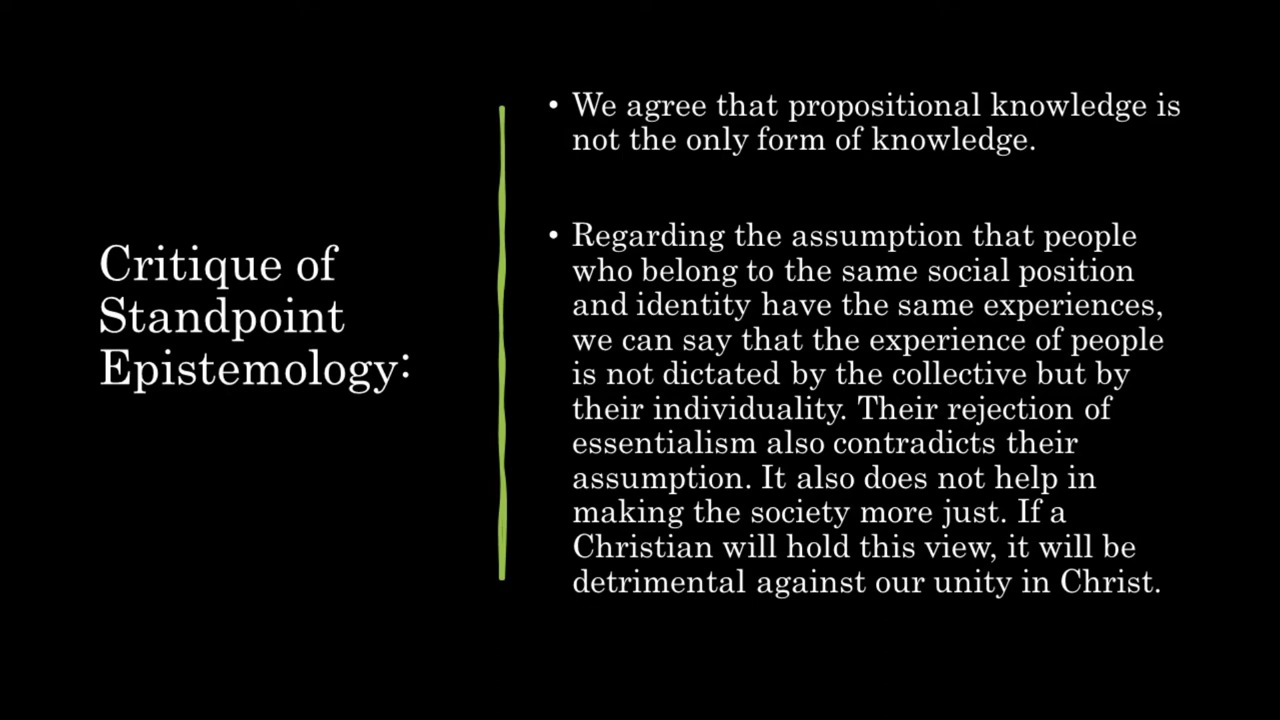 Critique of
Standpoint
Epistemology:
• We agree that propositional knowledge is
not the only form of knowledge.
• Regarding the assumption that people
who belong to the same social position
and identity have the same experiences,
we can say that the experience of people
is not dictated by the collective but by
their individuality. Their rejection of
essentialism also contradicts their
assumption. It also does not help in
making the society more just. If a
Christian will hold this view, it will be
detrimental against our unity in Christ.